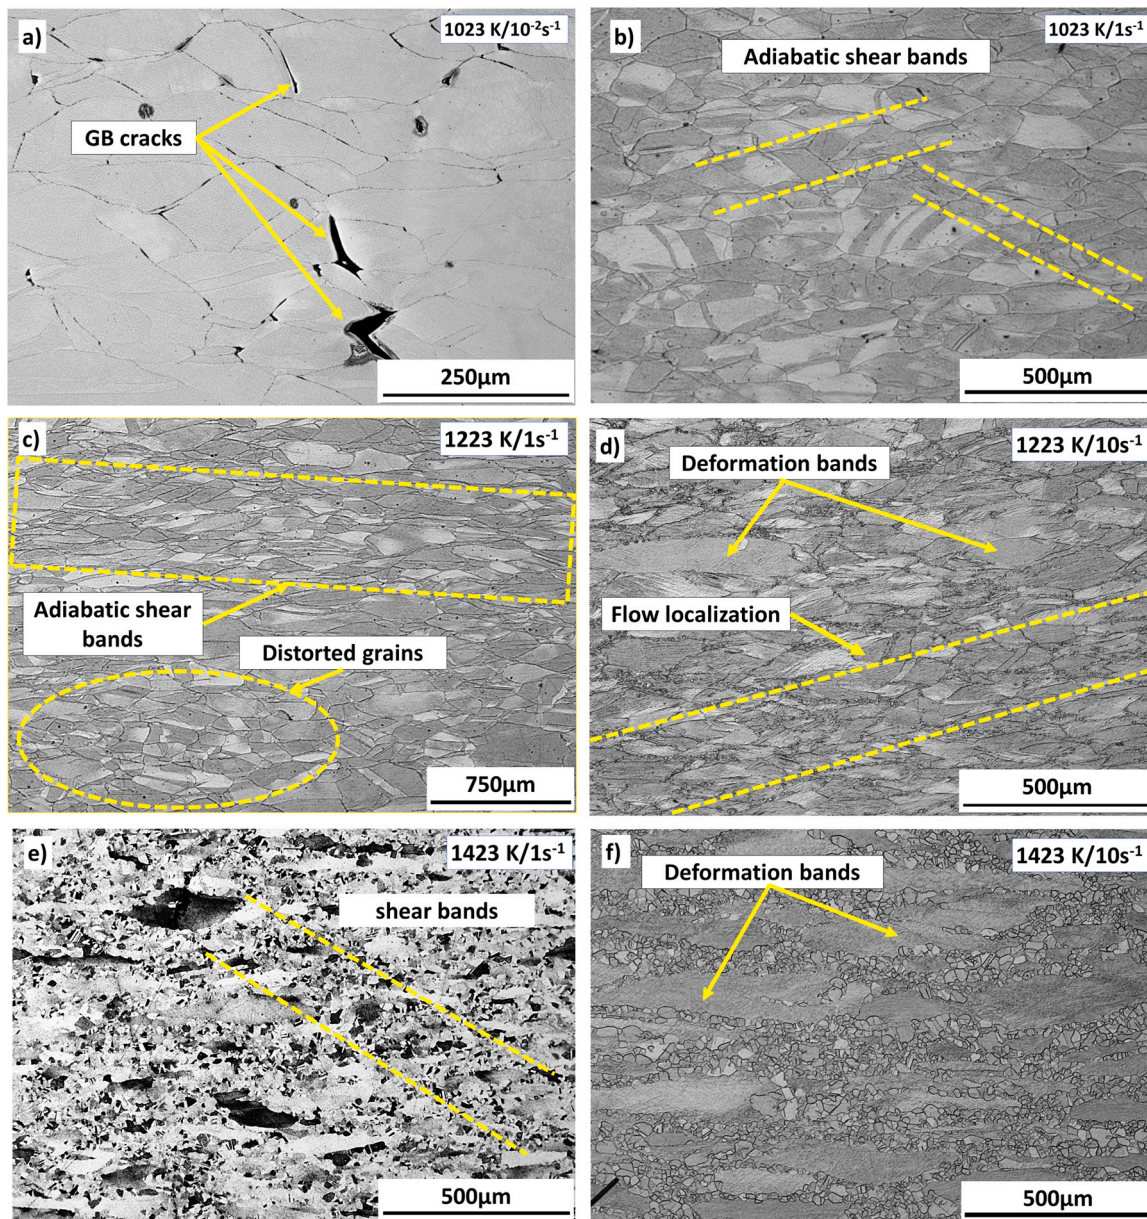 a)
1023 K/10⁻²s⁻¹
GB cracks
250μm
b)
1023 K/1s⁻¹
Adiabatic shear bands
500μm
c)
1223 K/1s⁻¹
Adiabatic shear
bands
Distorted grains
750μm
d)
1223 K/10s⁻¹
Deformation bands
Flow localization
500μm
e)
1423 K/1s⁻¹
shear bands
500μm
f)
1423 K/10s⁻¹
Deformation bands
500μm